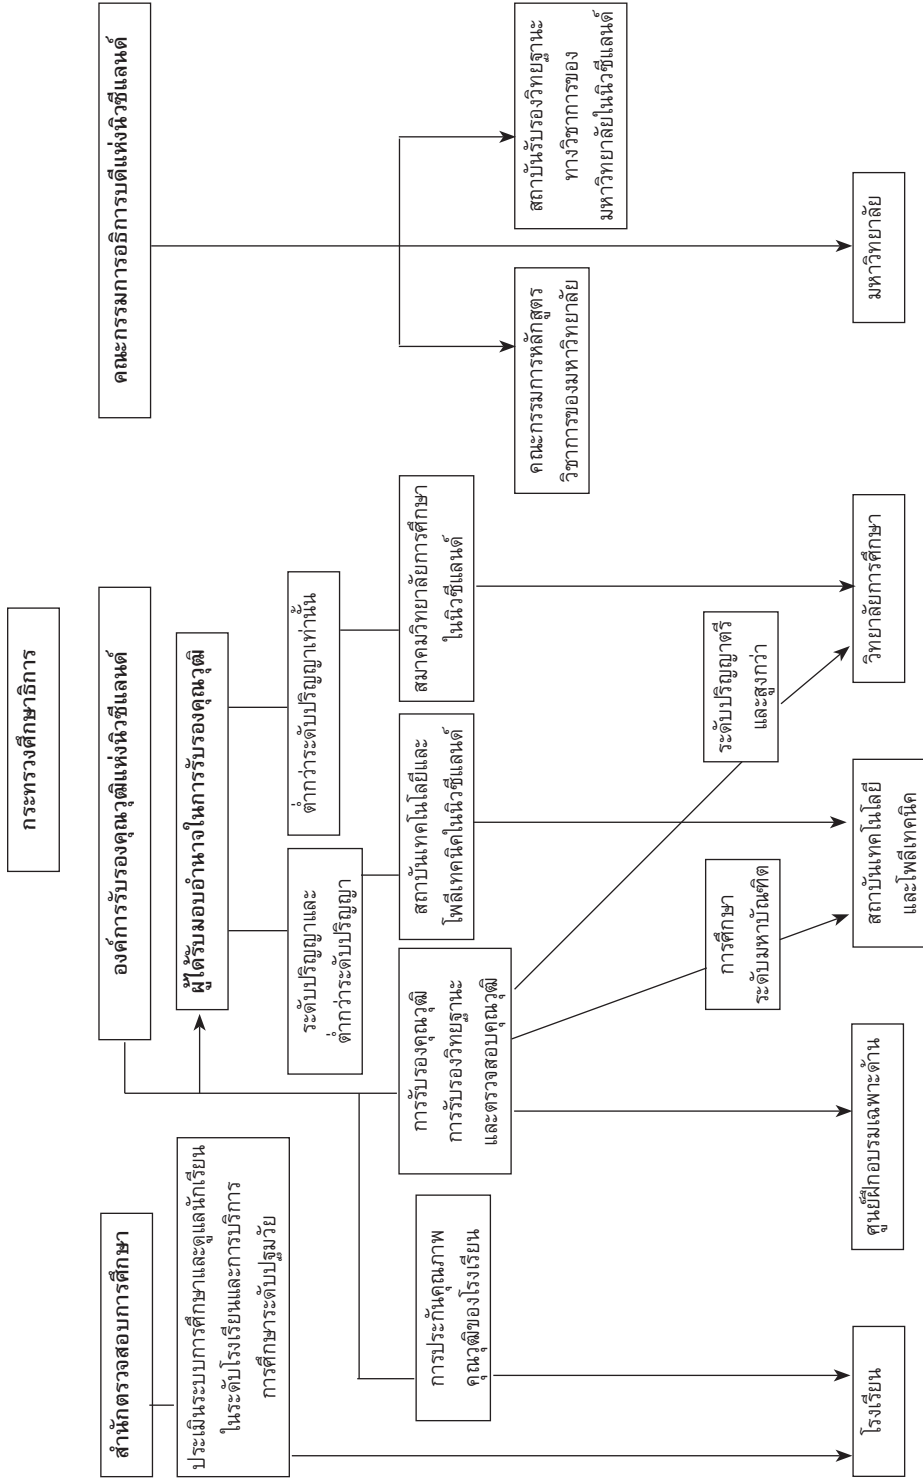 กระทรวงศึกษาธิการ
สำนักตรวจสอบการศึกษา
องค์การรับรองคุณวุฒิแห่งนิวซีแลนด์
คณะกรรมการอธิการบดีแห่งนิวซีแลนด์
ประเมินระบบการศึกษาและดูแลนักเรียน
ในระดับโรงเรียนและการบริการ
การศึกษาระดับปฐมวัย
ผู้ได้รับมอบอำนาจในการรับรองคุณวุฒิ
ระดับปริญญาและ
ต่ำกว่าระดับปริญญา
ต่ำกว่าระดับปริญญาเท่านั้น
การประกันคุณภาพ
คุณวุฒิของโรงเรียน
การรับรองคุณวุฒิ
การรับรองวิทยฐานะ
และตรวจสอบคุณวุฒิ
สถาบันเทคโนโลยีและ
โพลีเทคนิคในนิวซีแลนด์
สมาคมวิทยาลัยการศึกษา
ในนิวซีแลนด์
คณะกรรมการหลักสูตร
วิชาการของมหาวิทยาลัย
สถาบันรับรองวิทยฐานะ
ทางวิชาการของ
มหาวิทยาลัยในนิวซีแลนด์
การศึกษา
ระดับมหาบัณฑิต
ระดับปริญญาตรี
และสูงกว่า
โรงเรียน
ศูนย์ฝึกอบรมเฉพาะด้าน
สถาบันเทคโนโลยี
และโพลีเทคนิค
วิทยาลัยการศึกษา
มหาวิทยาลัย